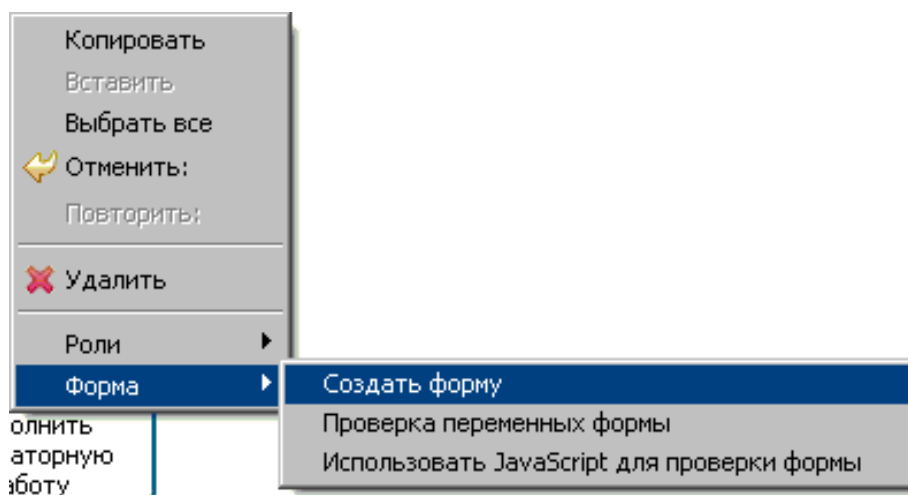 Копировать
Вставить
Выбрать все
Отменить:
Повторить:
Удалить
Роли
Форма
Создать форму
Проверка переменных формы
Использовать JavaScript для проверки формы
олнить
аторную
аботу